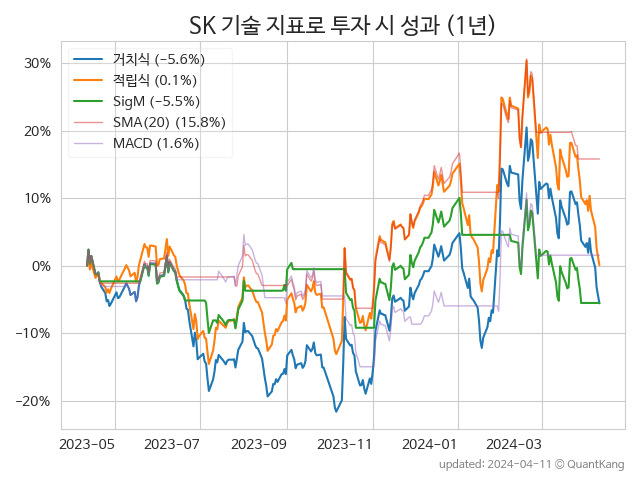 SK 기술 지표로 투자 시 성과 (1년)
거치식 (−5.6%)
적립식 (0.1%)
SigM (−5.5%)
SMA(20) (15.8%)
MACD (1.6%)
30%
20%
10%
0%
−10%
−20%
2023-05 2023-07 2023-09 2023-11 2024-01 2024-03
updated: 2024-04-11 © QuantKang